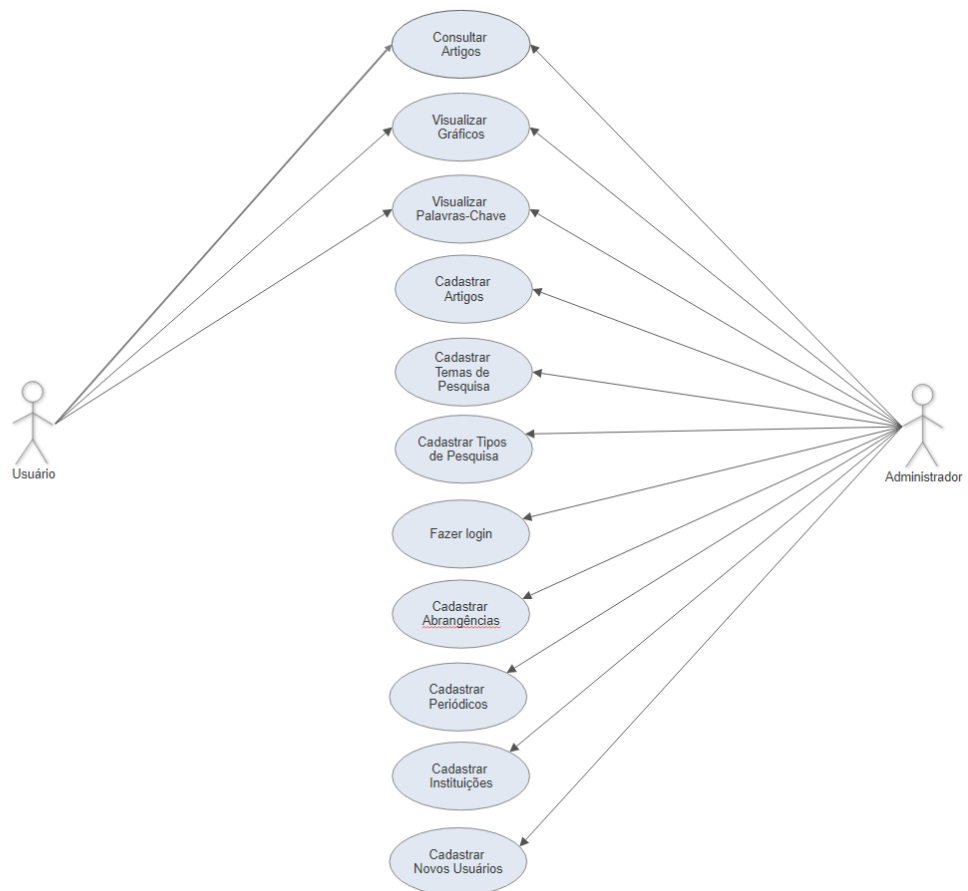 Consultar
Artigos
Visualizar
Gráficos
Visualizar
Palavras-Chave
Cadastrar
Artigos
Cadastrar
Temas de
Pesquisa
Cadastrar Tipos
de Pesquisa
Usuário
Administrador
Fazer login
Cadastrar
Abrangências
Cadastrar
Periódicos
Cadastrar
Instituições
Cadastrar
Novos Usuários